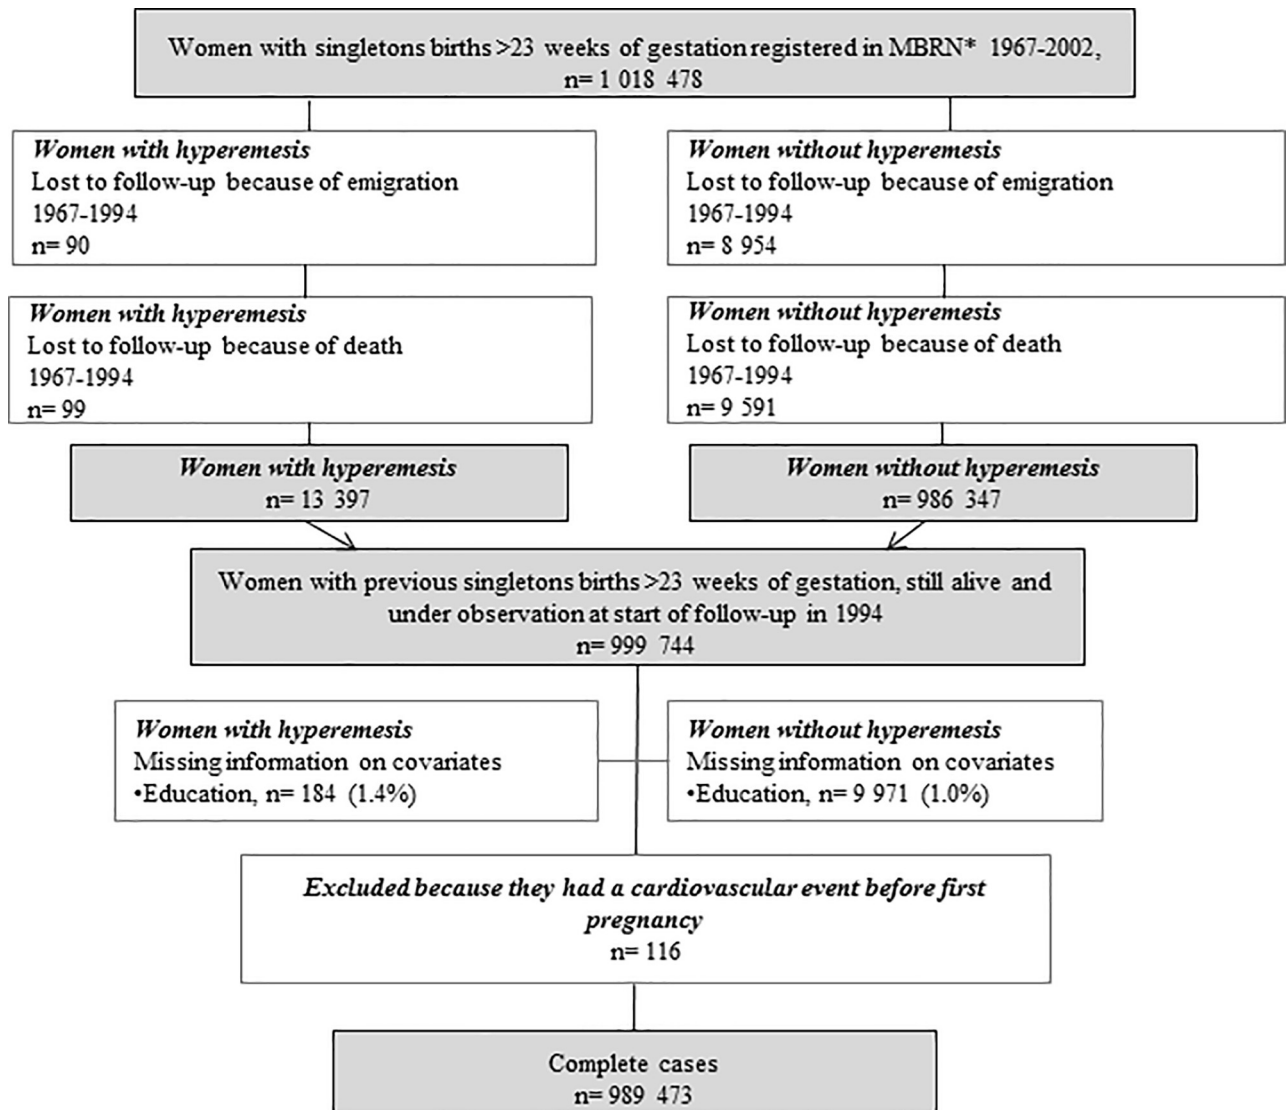 Women with singletons births >23 weeks of gestation registered in MBRN* 1967-2002,
n= 1 018 478
Women with hyperemesis
Lost to follow-up because of emigration
1967-1994
n= 90
Women without hyperemesis
Lost to follow-up because of emigration
1967-1994
n= 8 954
Women with hyperemesis
Lost to follow-up because of death
1967-1994
n= 99
Women without hyperemesis
Lost to follow-up because of death
1967-1994
n= 9 591
Women with hyperemesis
n= 13 397
Women without hyperemesis
n= 986 347
Women with previous singletons births >23 weeks of gestation, still alive and
under observation at start of follow-up in 1994
n= 999 744
Women with hyperemesis
Missing information on covariates
•Education, n= 184 (1.4%)
Women without hyperemesis
Missing information on covariates
•Education, n= 9 971 (1.0%)
Excluded because they had a cardiovascular event before first
pregnancy
n= 116
Complete cases
n= 989 473